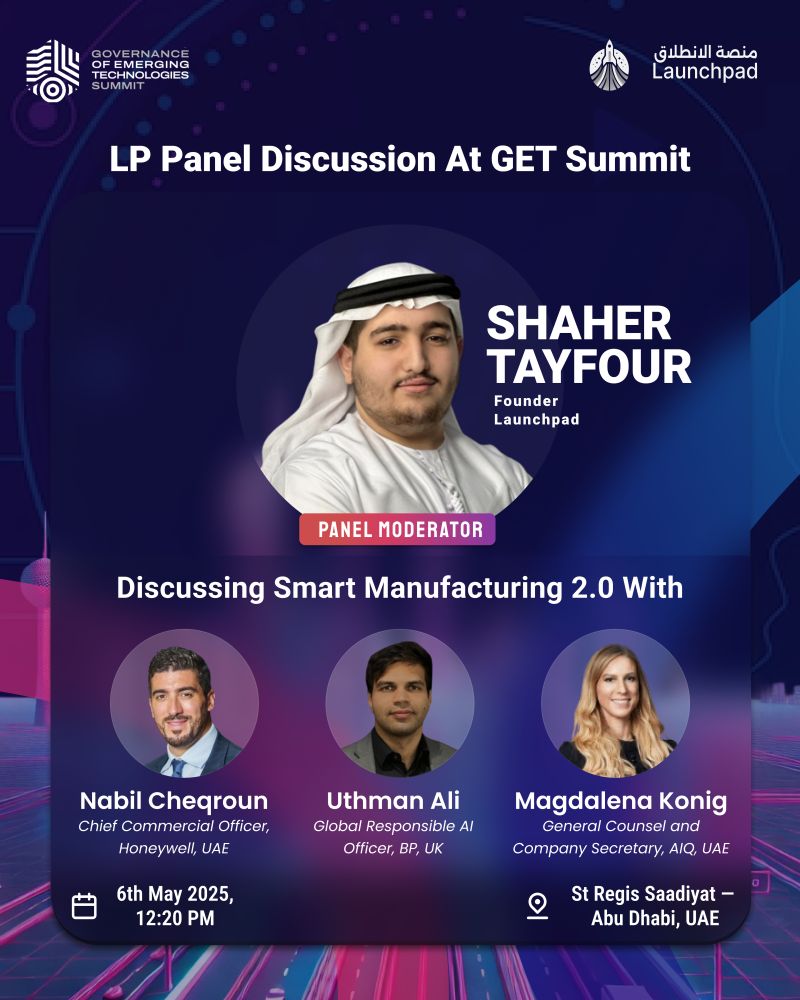 GOVERNANCE
OF EMERGING
TECHNOLOGIES
SUMMIT
منصة الانطلاق
Launchpad
LP Panel Discussion At GET Summit
SHAHER
TAYFOUR
Founder
Launchpad
PANEL MODERATOR
Discussing Smart Manufacturing 2.0 With
Nabil Cheqroun
Chief Commercial Officer,
Honeywell, UAE
Uthman Ali
Global Responsible AI
Officer, BP, UK
Magdalena Konig
General Counsel and
Company Secretary, AIQ, UAE
6th May 2025,
12:20 PM
St Regis Saadiyat –
Abu Dhabi, UAE